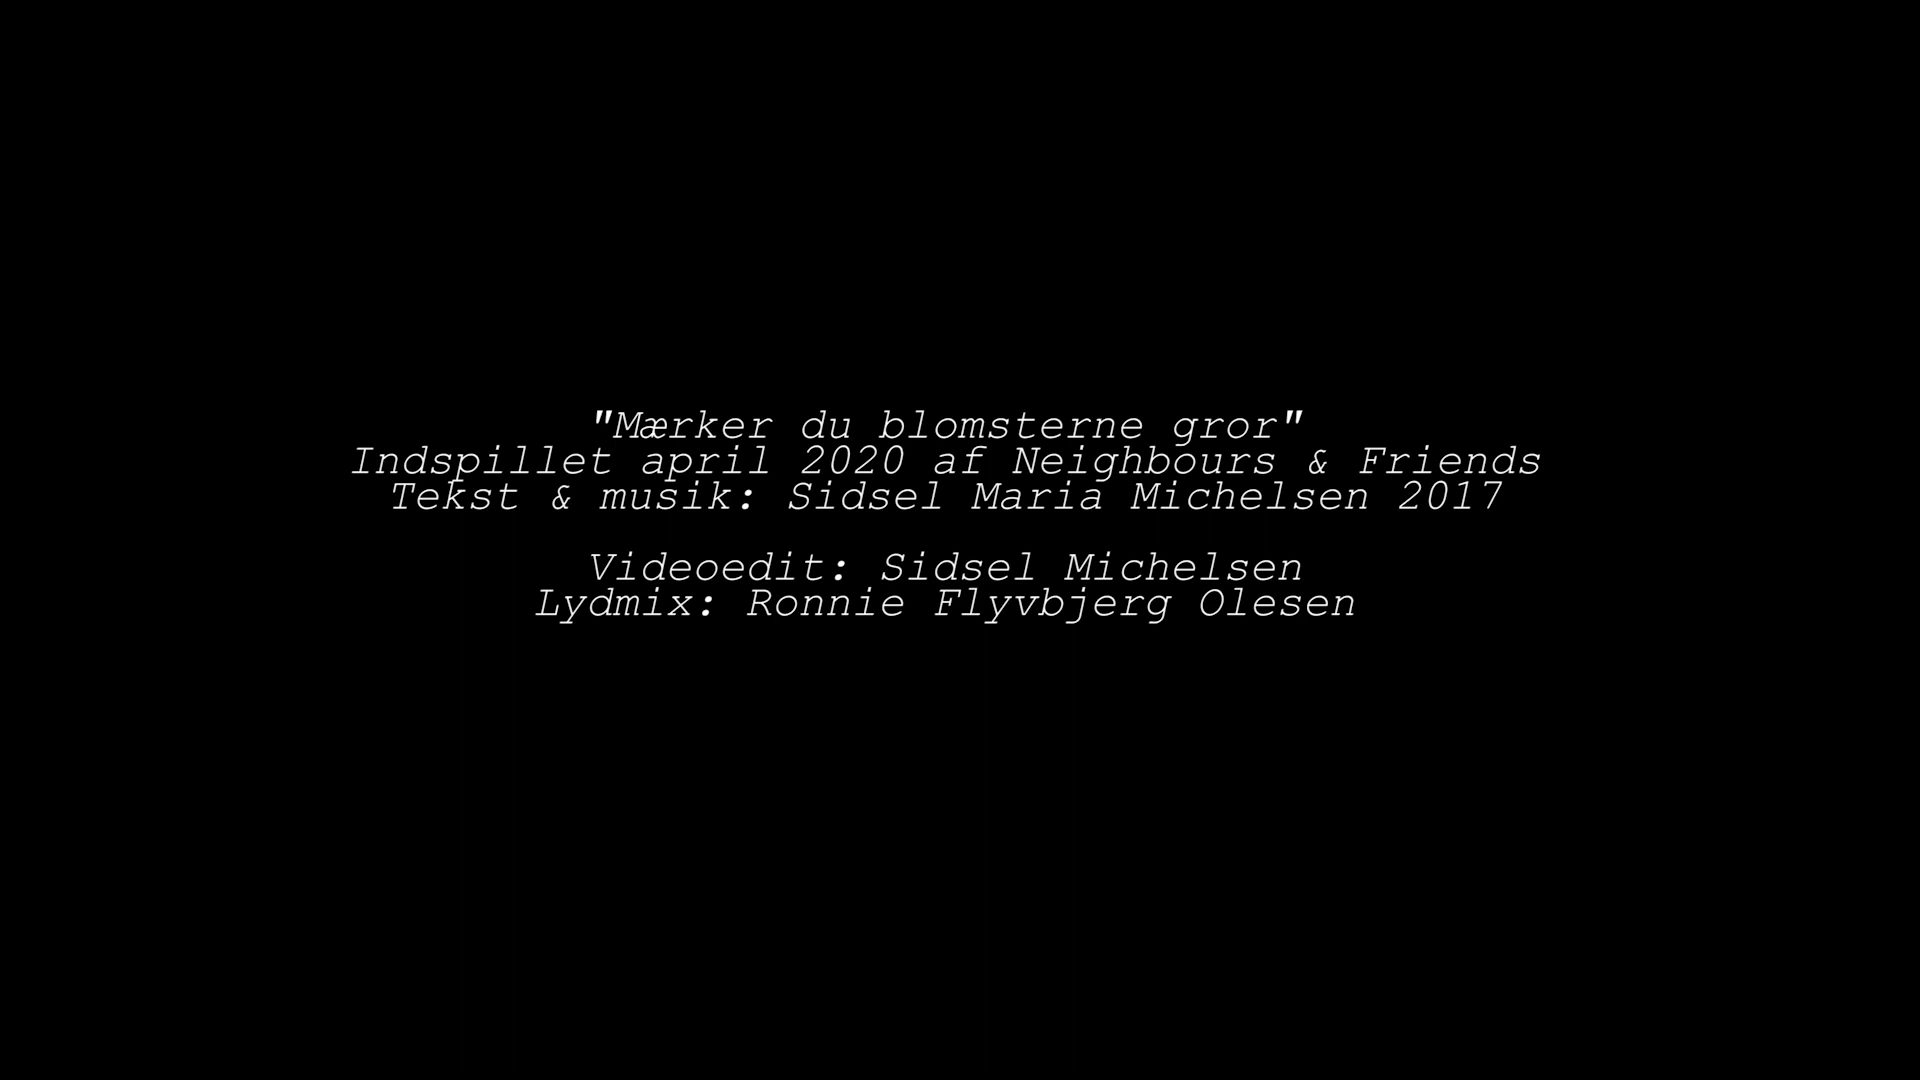 "Mærker du blomsterne gror"
Indspillet april 2020 af Neighbours & Friends
Tekst & musik: Sidsel Maria Michelsen 2017
Videoedit: Sidsel Michelsen
Lydmix: Ronnie Flyvbjerg Olesen